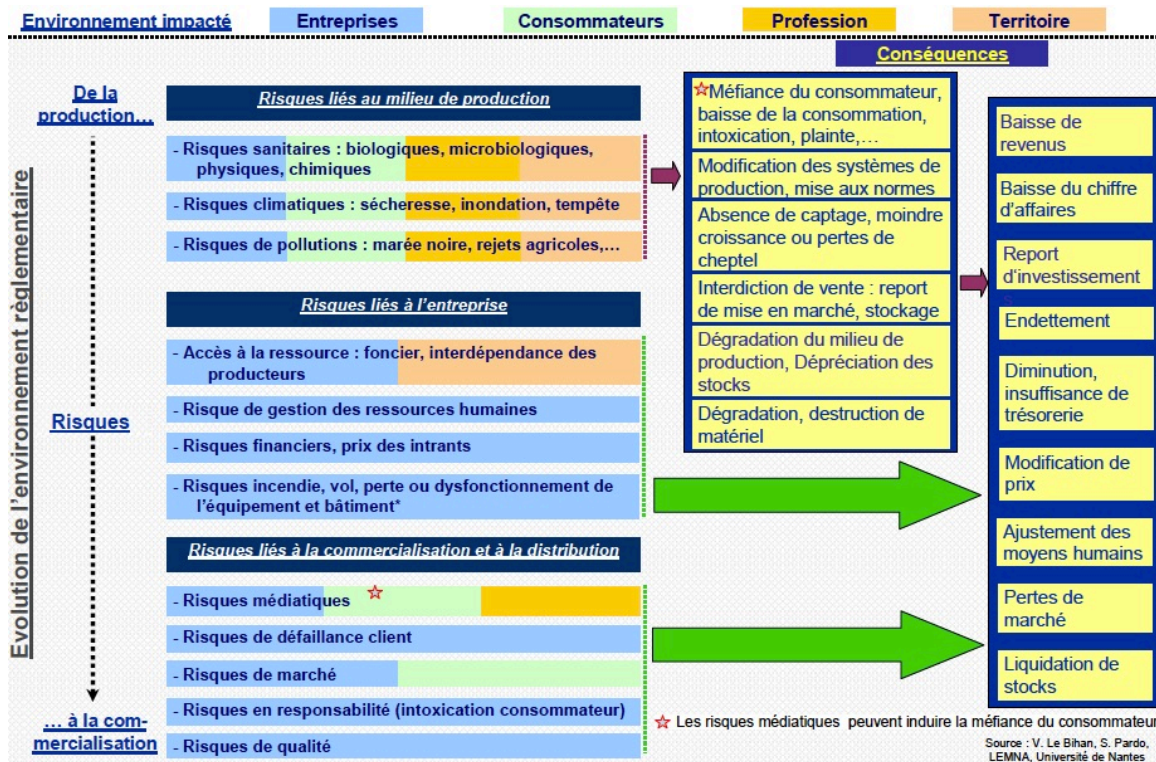 Environnement impacté
Entreprises
Consommateurs
Profession
Territoire
Conséquences
Evolution de l'environnement règlementaire
De la
production…
Risques
… à la com-
mercialisation
Risques liés au milieu de production
- Risques sanitaires : biologiques, microbiologiques,
physiques, chimiques
- Risques climatiques : sécheresse, inondation, tempête
- Risques de pollutions : marée noire, rejets agricoles,…
Risques liés à l'entreprise
- Accès à la ressource : foncier, interdépendance des
producteurs
- Risque de gestion des ressources humaines
- Risques financiers, prix des intrants
- Risques incendie, vol, perte ou dysfonctionnement de
l'équipement et bâtiment*
Risques liés à la commercialisation et à la distribution
- Risques médiatiques
- Risques de défaillance client
- Risques de marché
- Risques en responsabilité (intoxication consommateur)
- Risques de qualité
Méfiance du consommateur,
baisse de la consommation,
intoxication, plainte,…
Modification des systèmes de
production, mise aux normes
Absence de captage, moindre
croissance ou pertes de
cheptel
Interdiction de vente : report
de mise en marché, stockage
Dégradation du milieu de
production, Dépréciation des
stocks
Dégradation, destruction de
matériel
Baisse de
revenus
Baisse du chiffre
d'affaires
Report
d'investissement
s
Endettement
Diminution,
insuffisance de
trésorerie
Modification de
prix
Ajustement des
moyens humains
Pertes de
marché
Liquidation de
stocks
Les risques médiatiques peuvent induire la méfiance du consommateur
Source : V. Le Bihan, S. Pardo,
LEMNA, Université de Nantes